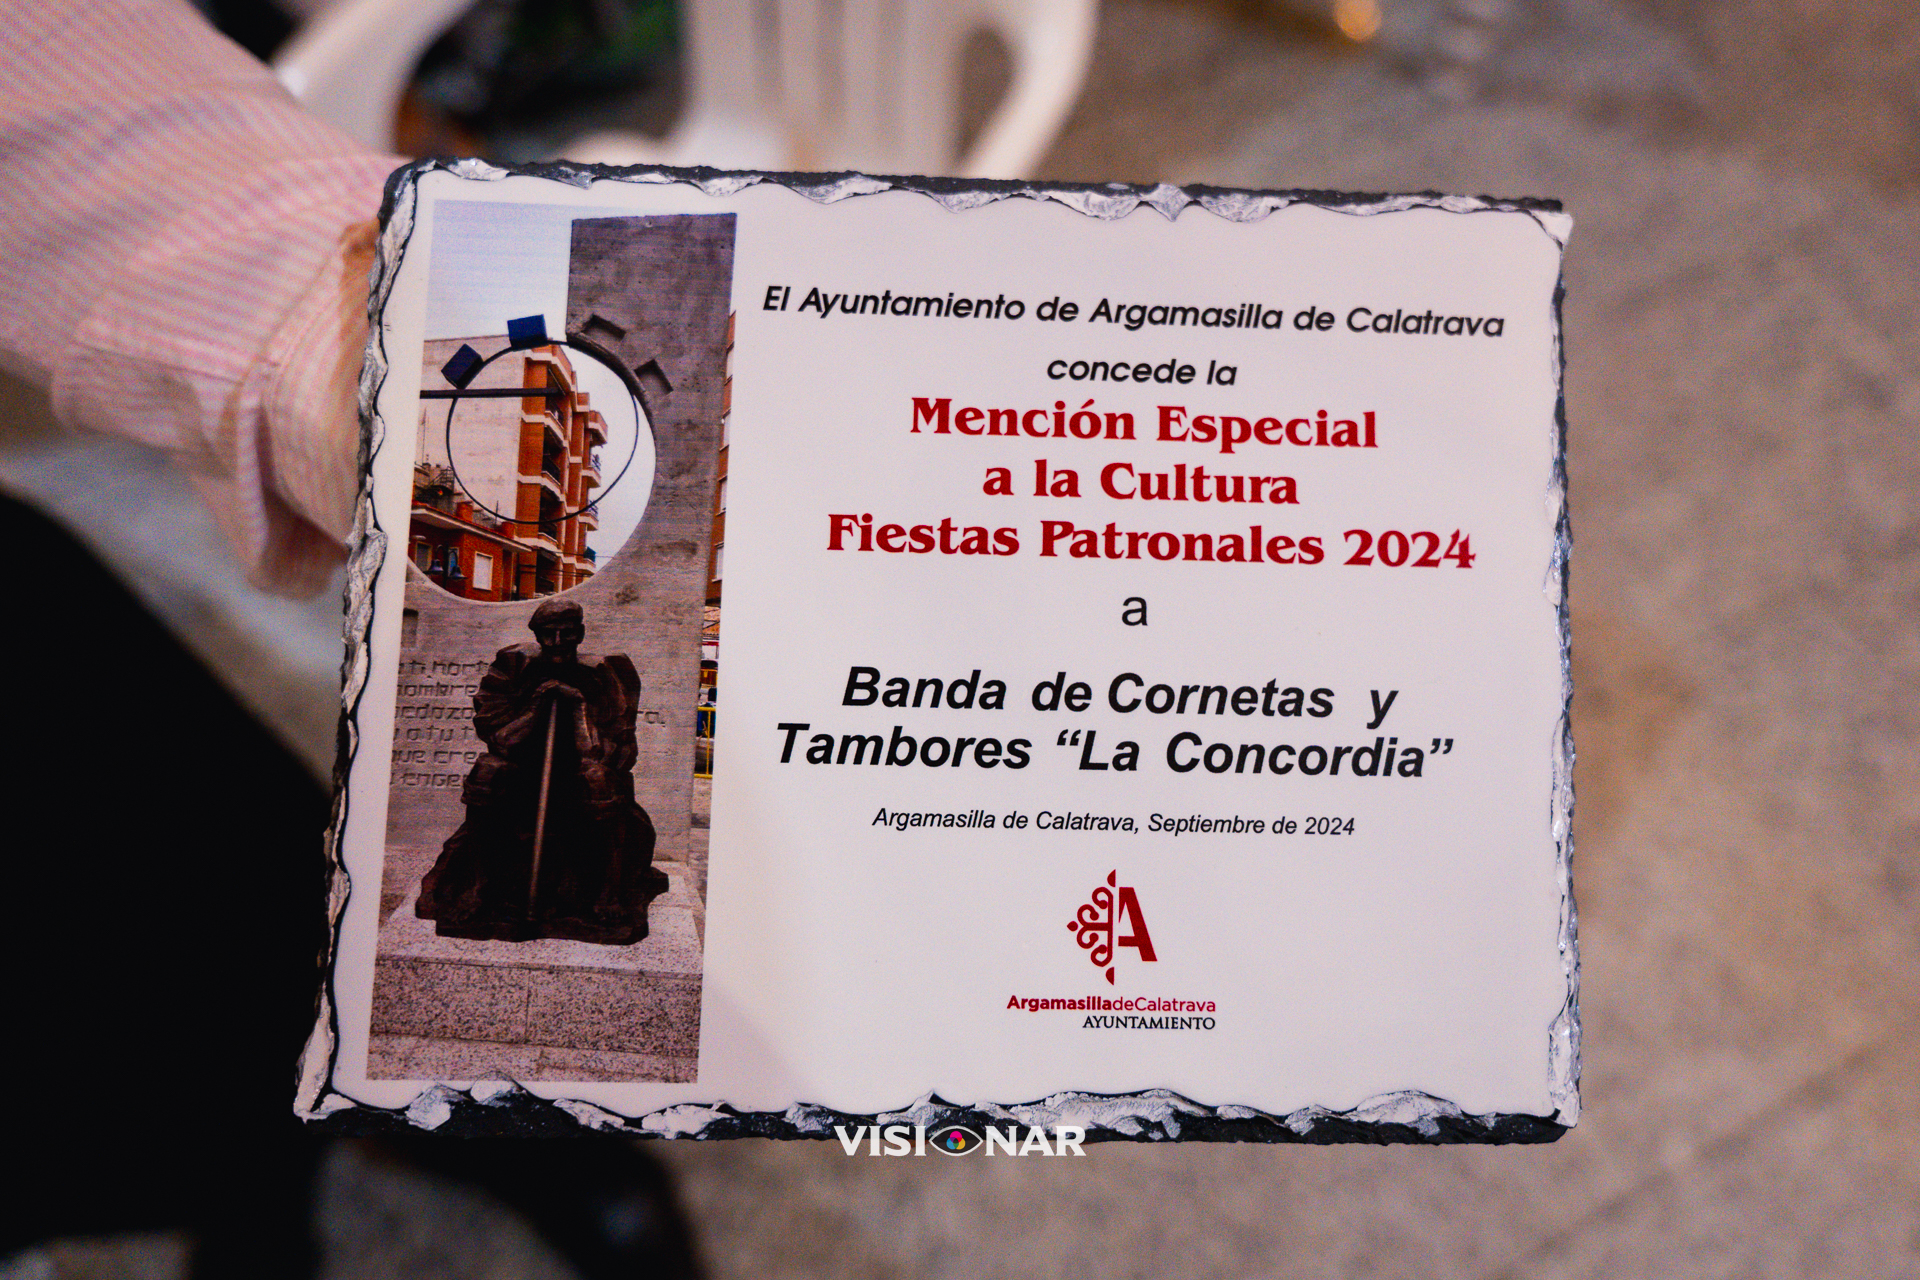 El Ayuntamiento de Argamasilla de Calatrava
concede la
Mención Especial
a la Cultura
Fiestas Patronales 2024
a
Banda de Cornetas y
Tambores “La Concordia”
Argamasilla de Calatrava, Septiembre de 2024
A
ArgamasilladeCalatrava
AYUNTAMIENTO
VISIONAR